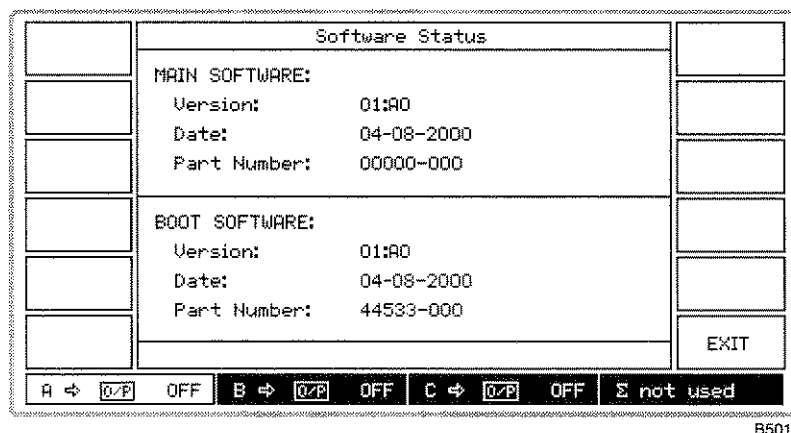 Software Status
MAIN SOFTWARE:
Version: 01:A0
Date: 04-08-2000
Part Number: 00000-000
BOOT SOFTWARE:
Version: 01:A0
Date: 04-08-2000
Part Number: 44533-000
EXIT
A ⇨ O/P OFF B ⇨ O/P OFF C ⇨ O/P OFF Σ not used
B501